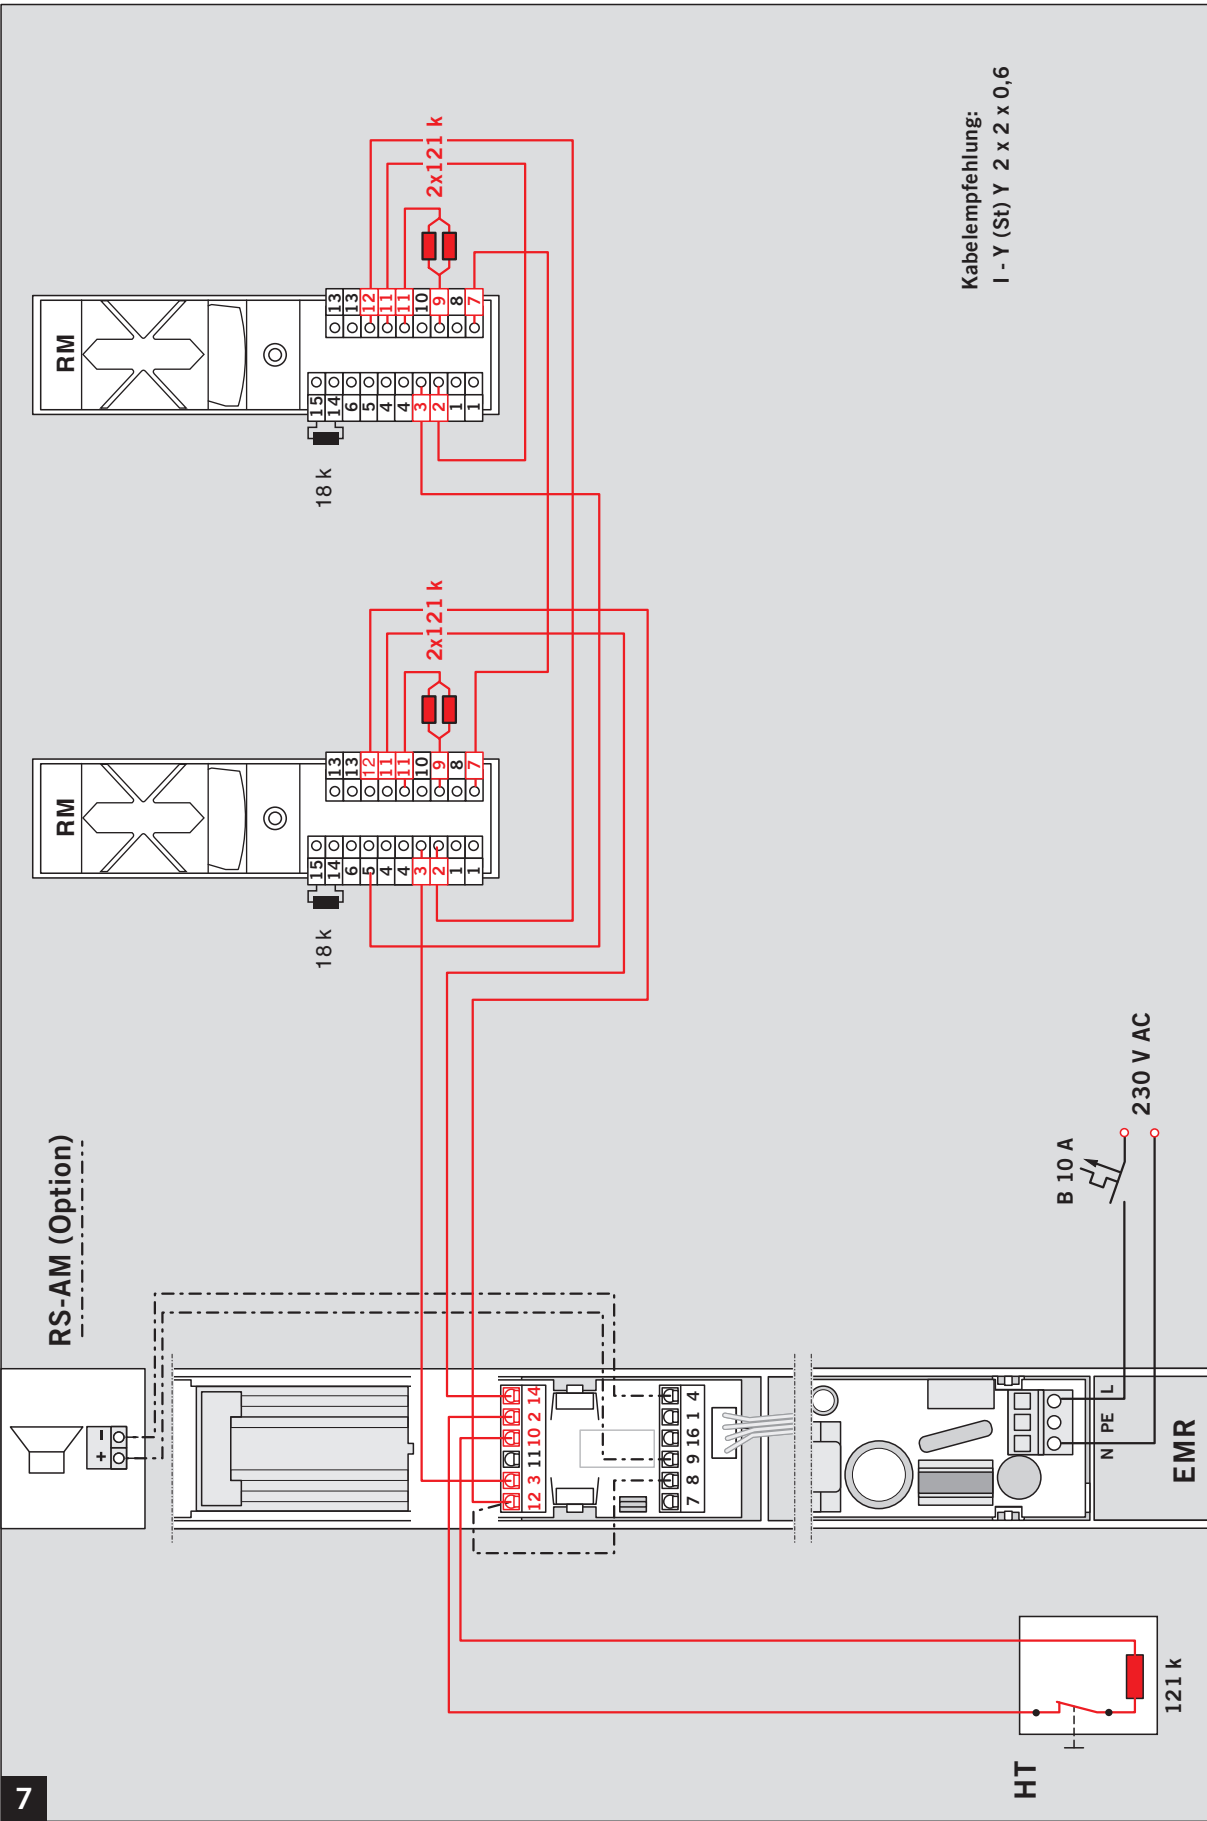 RS-AM (Option)
RM
RM
+ -
15 14 6 5 4 4 3 2 1 1
13 13 12 11 11 10 9 8 7
15 14 6 5 4 4 3 2 1 1
13 13 12 11 11 10 9 8 7
18 k
2x121 k
18 k
2x121 k
12 3 11 10 2 14
7 8 9 16 1 4
N PE L
EMR
B 10 A
230 V AC
Kabelempfehlung:
I - Y (St) Y 2 x 2 x 0,6
HT
121 k
7